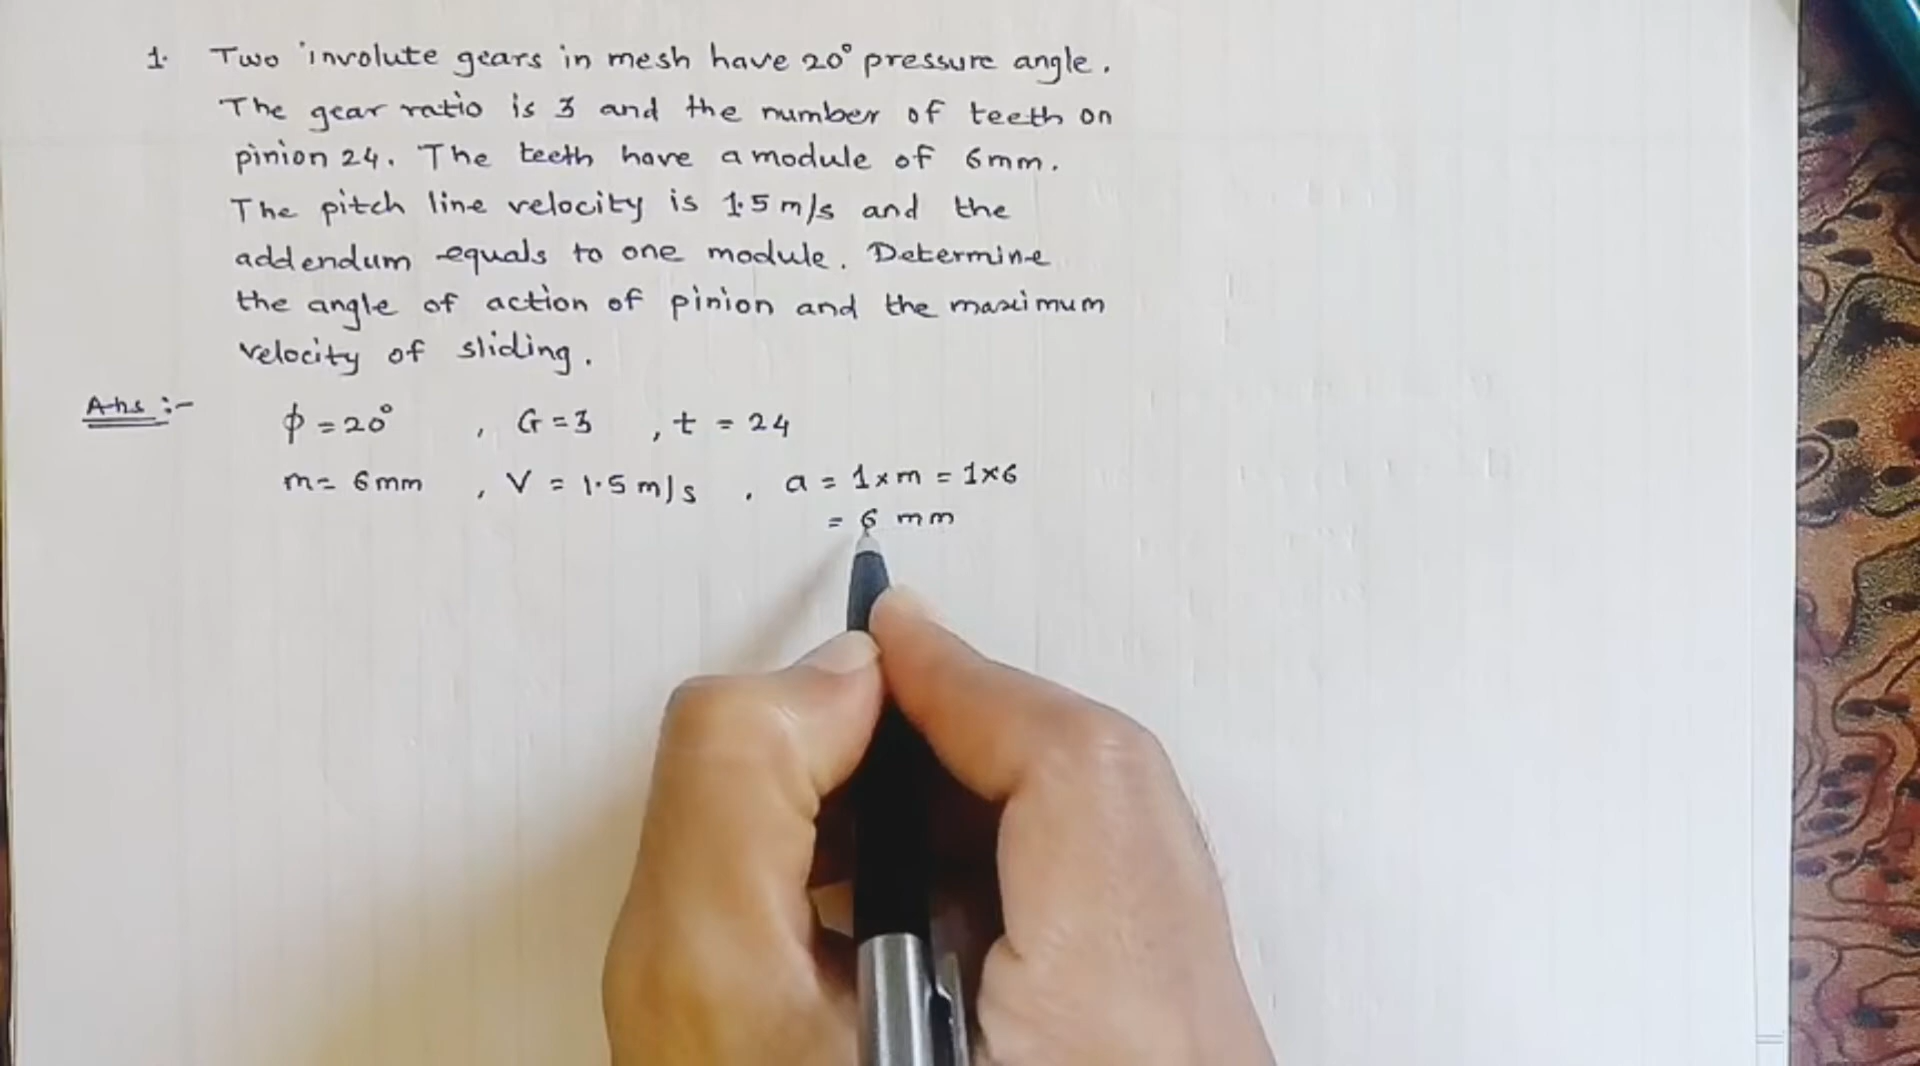 1. Two involute gears in mesh have 20° pressure angle.
The gear ratio is 3 and the number of teeth on
pinion 24. The teeth have a module of 6mm.
The pitch line velocity is 1.5 m/s and the
addendum equals to one module. Determine
the angle of action of pinion and the maximum
velocity of sliding.
Ans :- ϕ = 20° , G = 3 , t = 24
m = 6mm , V = 1.5 m/s , a = 1×m = 1×6
= 6 mm